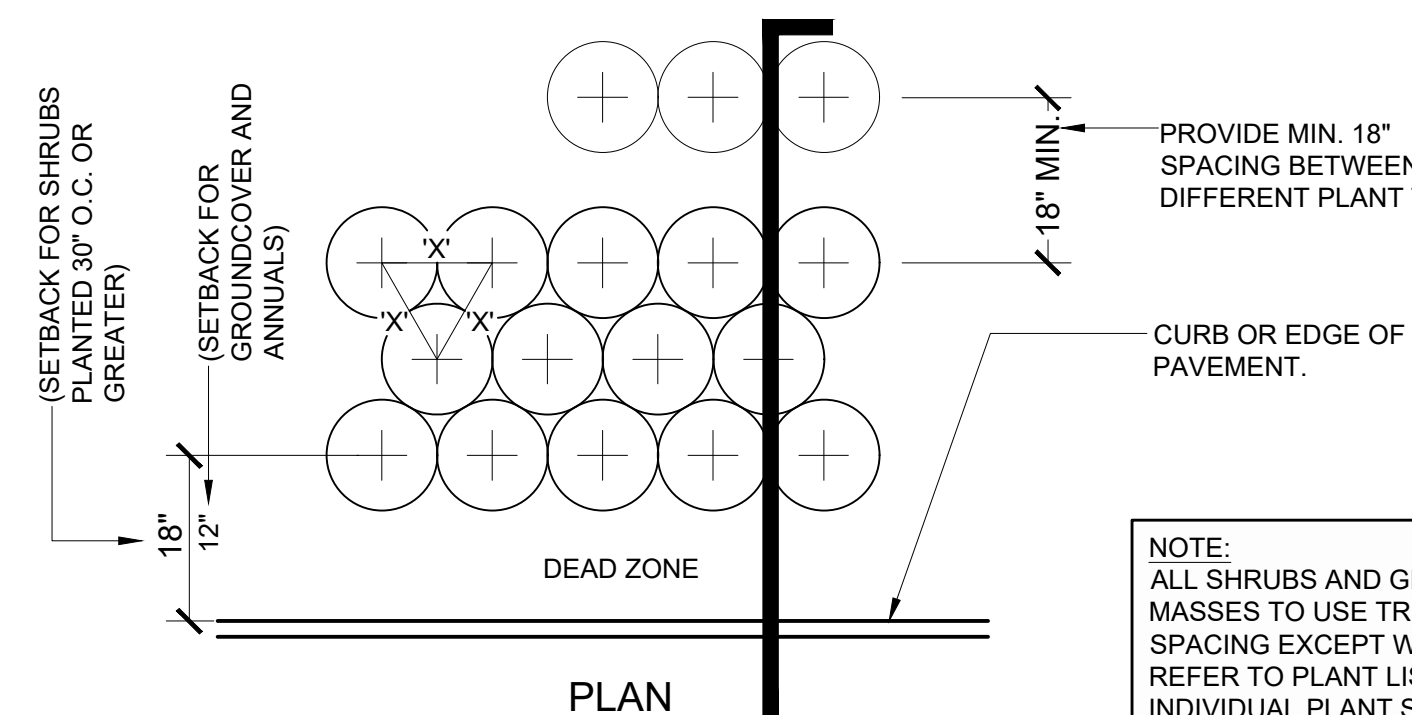 (SETBACK FOR SHRUBS
PLANTED 30" O.C. OR
GREATER)
(SETBACK FOR
GROUNDCOVER AND
ANNUALS)
18" MIN.
PROVIDE MIN. 18"
SPACING BETWEEN
DIFFERENT PLANT
'X'
'X' 'X'
CURB OR EDGE OF
PAVEMENT.
18"
12"
DEAD ZONE
PLAN
NOTE:
ALL SHRUBS AND
MASSES TO USE
SPACING EXCEPT
REFER TO PLANT
INDIVIDUAL PLANT